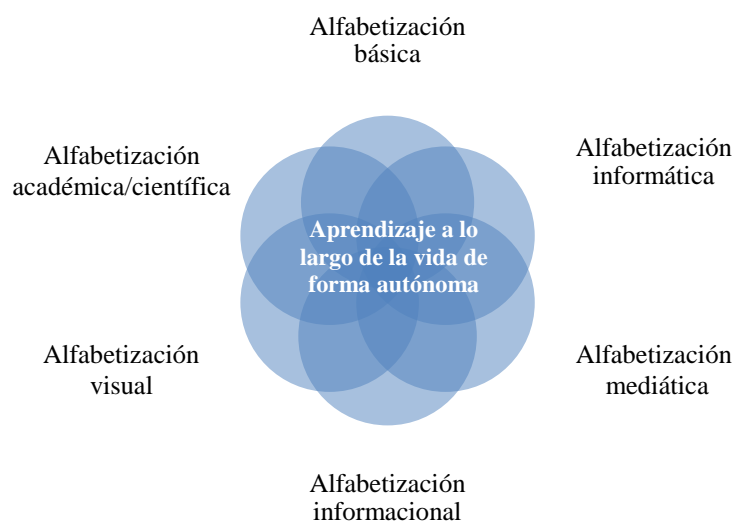 Alfabetización
básica
Alfabetización
académica/científica
Alfabetización
informática
Aprendizaje a lo
largo de la vida de
forma autónoma
Alfabetización
visual
Alfabetización
mediática
Alfabetización
informacional